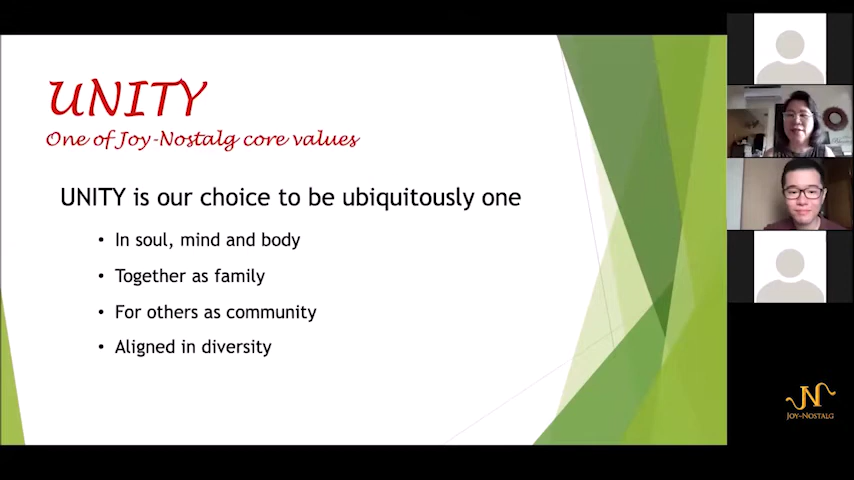 UNITY
One of Joy-Nostalg core values
UNITY is our choice to be ubiquitously one
• In soul, mind and body
• Together as family
• For others as community
• Aligned in diversity
JN
JOY-NOSTALG